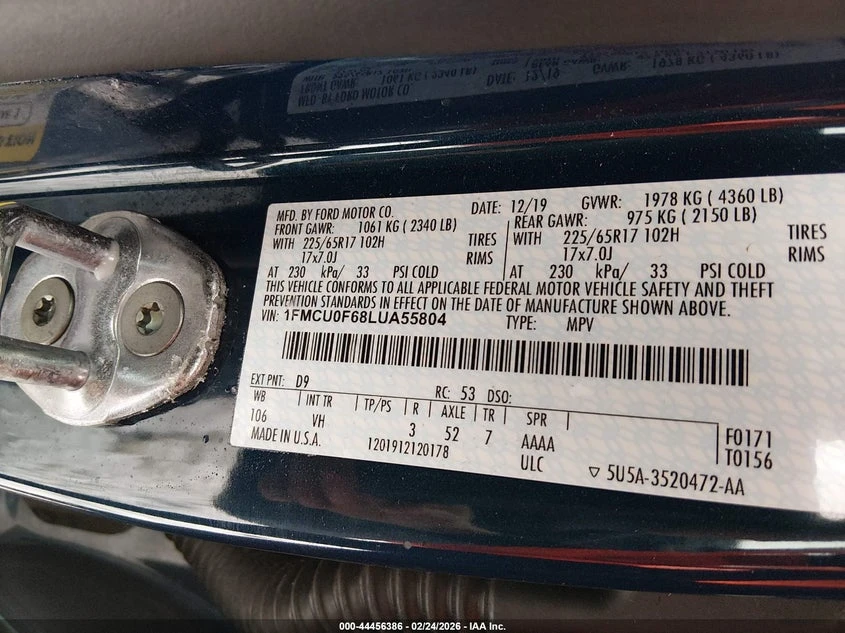 MFD. BY FORD MOTOR CO.
DATE: 12/19 GVWR: 1978 KG ( 4360 LB)
FRONT GAWR: 1061 KG ( 2340 LB)
REAR GAWR: 975 KG ( 2150 LB)
WITH 225/65R17 102H TIRES
WITH 225/65R17 102H TIRES
17x7.0J RIMS
17x7.0J RIMS
AT 230 kPa/ 33 PSI COLD
AT 230 kPa/ 33 PSI COLD
THIS VEHICLE CONFORMS TO ALL APPLICABLE FEDERAL MOTOR VEHICLE SAFETY AND THEFT
PREVENTION STANDARDS IN EFFECT ON THE DATE OF MANUFACTURE SHOWN ABOVE.
VIN: 1FMCU0F68LUA55804
TYPE: MPV
EXT PNT: D9 RC: 53 DSO:
WB INT TR TP/PS R AXLE TR SPR
106 VH 3 52 7 AAAA
F0171
MADE IN U.S.A. 1201912120178 ULC
T0156
▽ 5U5A-3520472-AA
000-44456386 - 02/24/2026 - IAA Inc.